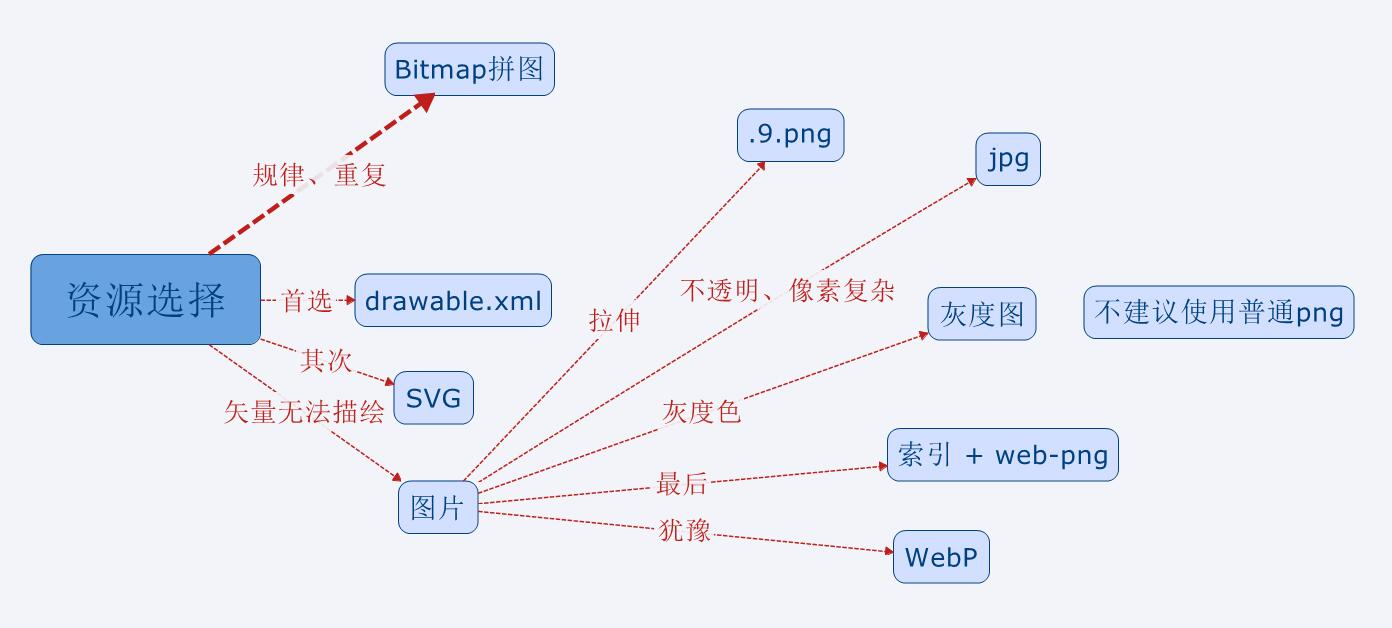 Bitmap拼图
.9.png
jpg
规律、重复
资源选择
首选
drawable.xml
不透明、像素复杂
灰度图
不建议使用普通png
拉伸
其次
SVG
矢量无法描绘
灰度色
索引 + web-png
最后
图片
犹豫
WebP